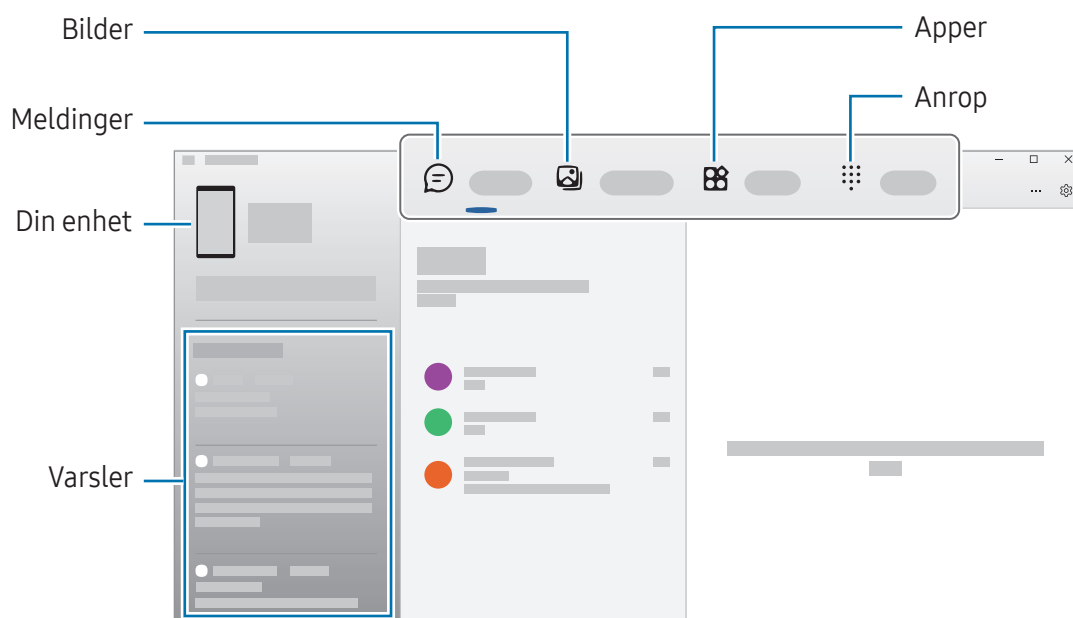 Bilder
Apper
Anrop
Meldinger
Din enhet
Varsler